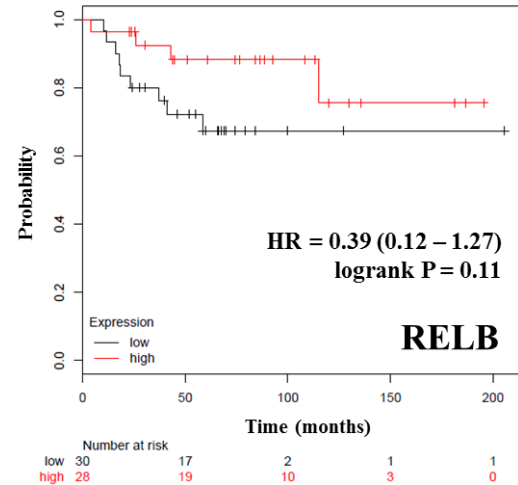 1.0
0.8
0.6
0.4
0.2
0.0
Probability
HR = 0.39 (0.12 – 1.27)
logrank P = 0.11
RELB
Expression
low
high
0 50 100 150 200
Time (months)
Number at risk
low 30 17 2 1 1
high 28 19 10 3 0